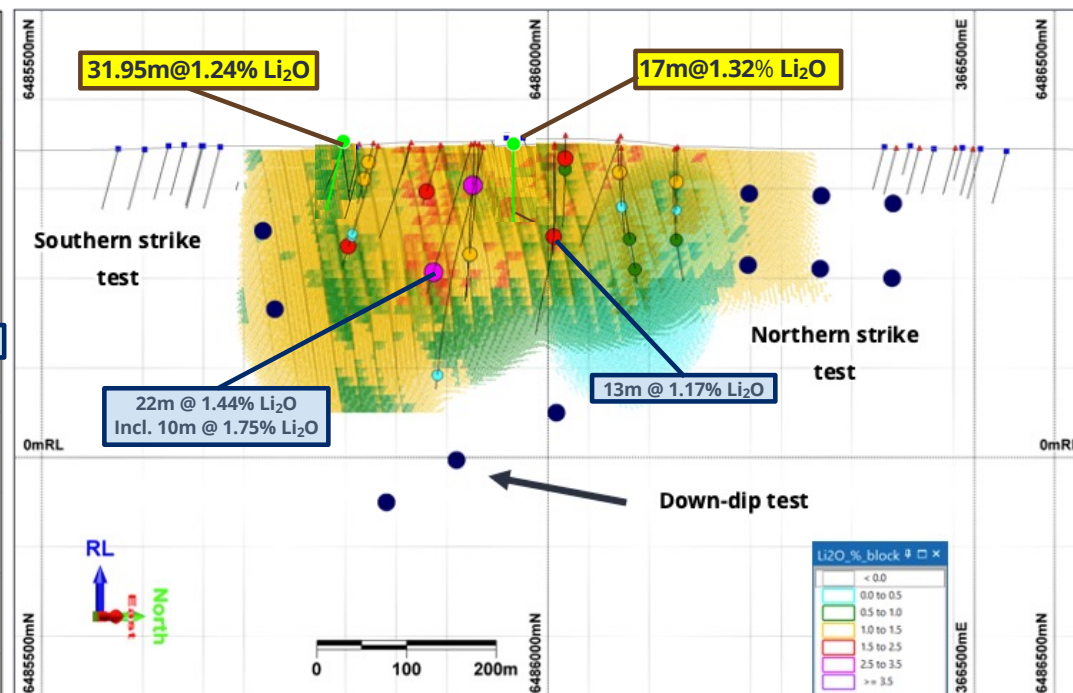 6485500mN
6486000mN
366500mE
6486500mN
31.95m@1.24% Li₂O
17m@1.32% Li₂O
Southern strike
test
Northern strike
test
22m @ 1.44% Li₂O
Incl. 10m @ 1.75% Li₂O
13m @ 1.17% Li₂O
0mRL
0mRL
Down-dip test
RL
North
East
0 100 200m
Li2O_%_block
< 0.0
0.0 to 0.5
0.5 to 1.0
1.0 to 1.5
1.5 to 2.5
2.5 to 3.5
>= 3.5
6485500mN
6486000mN
366500mE
6486500mN